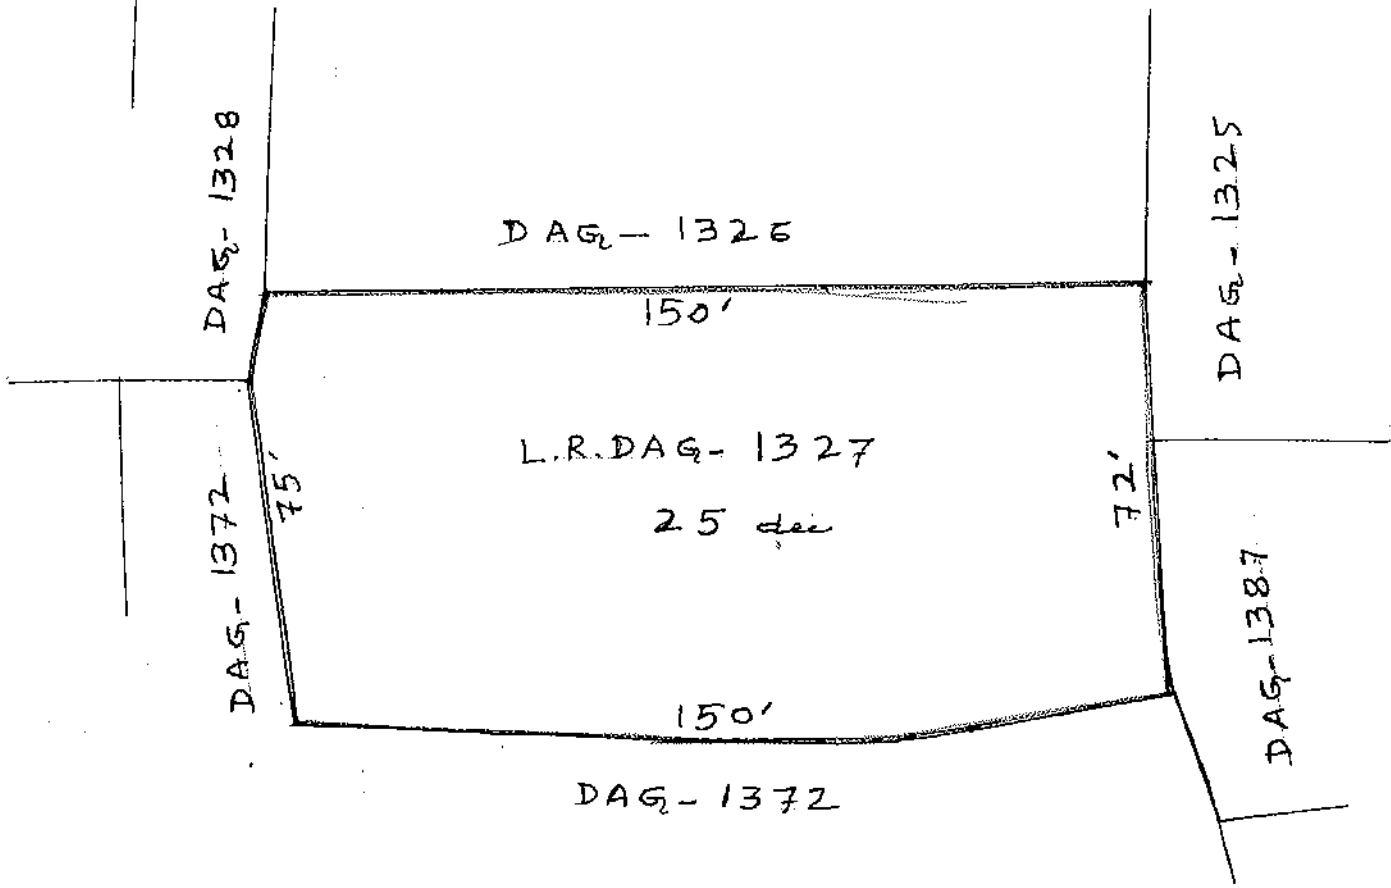 DAG - 1328
DAG - 1326
DAG - 1325
150'
L.R. DAG - 1327
25 dec
75'
72'
DAG - 1372
DAG - 1387
150'
DAG - 1372